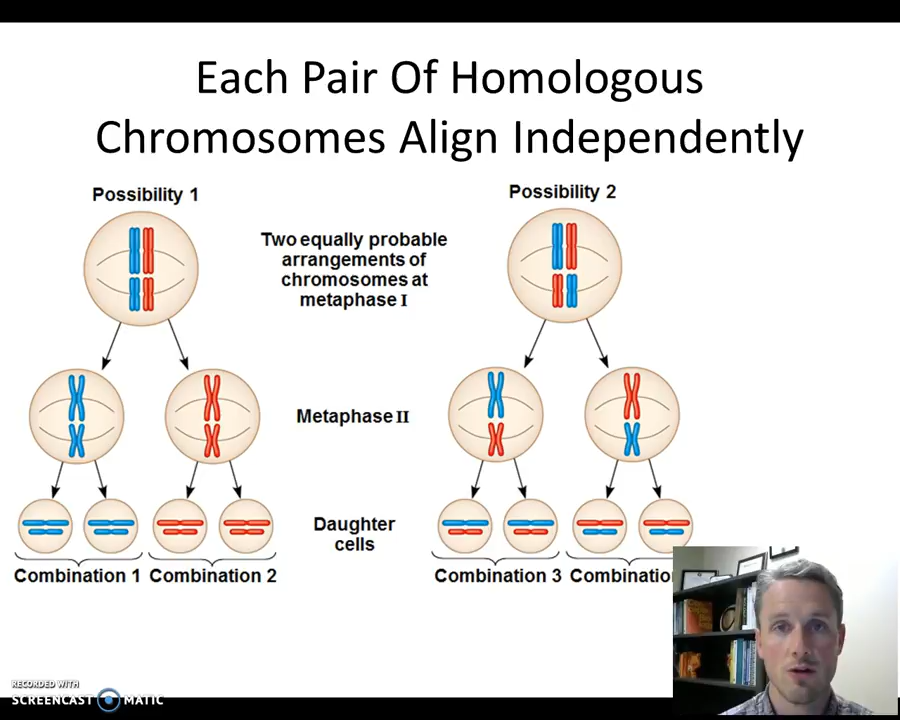 Each Pair Of Homologous
Chromosomes Align Independently
Possibility 1
Possibility 2
Two equally probable
arrangements of
chromosomes at
metaphase I
Metaphase II
Daughter
cells
Combination 1
Combination 2
Combination 3
RECORDED WITH
SCREENCAST MATIC